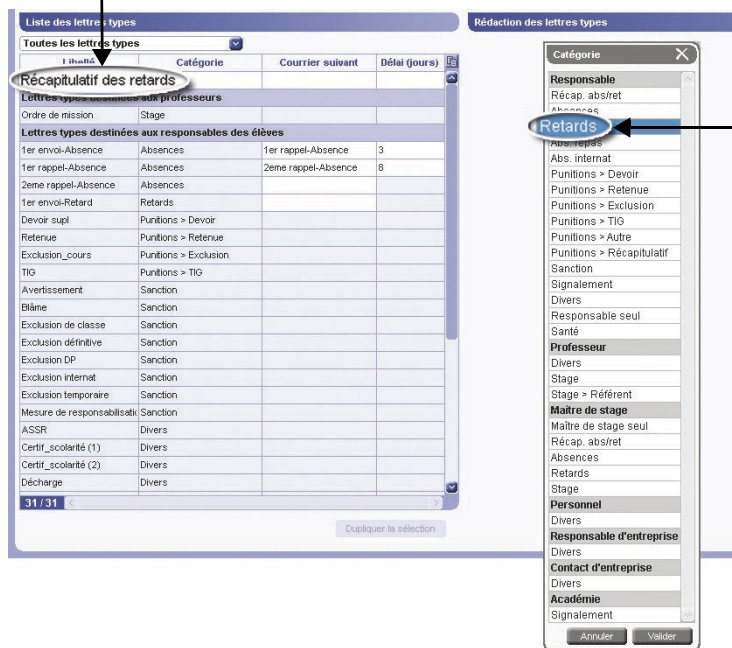 Liste des lettres types
Rédaction des lettres types
Toutes les lettres types
Libellé Catégorie Courrier suivant Délai (jours)
Récapitulatif des retards
Lettres types destinées aux professeurs
Ordre de mission Stage
Lettres types destinées aux responsables des élèves
1er envoi-Absence Absences 1er rappel-Absence 3
1er rappel-Absence Absences 2eme rappel-Absence 8
2eme rappel-Absence Absences
1er envoi-Retard Retards
Devoir supl Punitions > Devoir
Retenue Punitions > Retenue
Exclusion_cours Punitions > Exclusion
TIG Punitions > TIG
Avertissement Sanction
Blâme Sanction
Exclusion de classe Sanction
Exclusion définitive Sanction
Exclusion DP Sanction
Exclusion internat Sanction
Exclusion temporaire Sanction
Mesure de responsabilisatic Sanction
ASSR Divers
Certif_scolarité (1) Divers
Certif_scolarité (2) Divers
Décharge Divers
31 / 31
Dupliquer la sélection
Catégorie
Responsable
Récap. abs/ret
Absences
Retards
Abs. repas
Abs. internat
Punitions > Devoir
Punitions > Retenue
Punitions > Exclusion
Punitions > TIG
Punitions > Autre
Punitions > Récapitulatif
Sanction
Signalement
Divers
Responsable seul
Santé
Professeur
Divers
Stage
Stage > Référent
Maître de stage
Maître de stage seul
Récap. abs/ret
Absences
Retards
Stage
Personnel
Divers
Responsable d'entreprise
Divers
Contact d'entreprise
Divers
Académie
Signalement
Annuler Valider